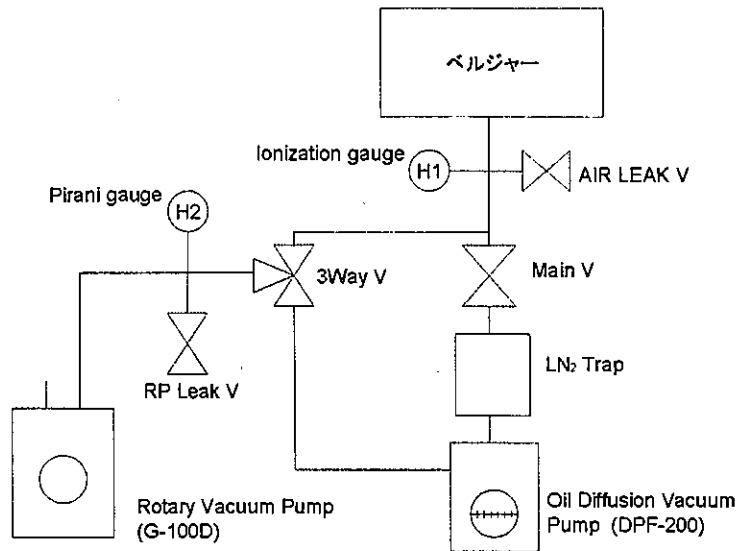 ベルジャー
Ionization gauge
H1
AIR LEAK V
Pirani gauge
H2
3Way V
Main V
RP Leak V
LN₂ Trap
Rotary Vacuum Pump
(G-100D)
Oil Diffusion Vacuum
Pump (DPF-200)